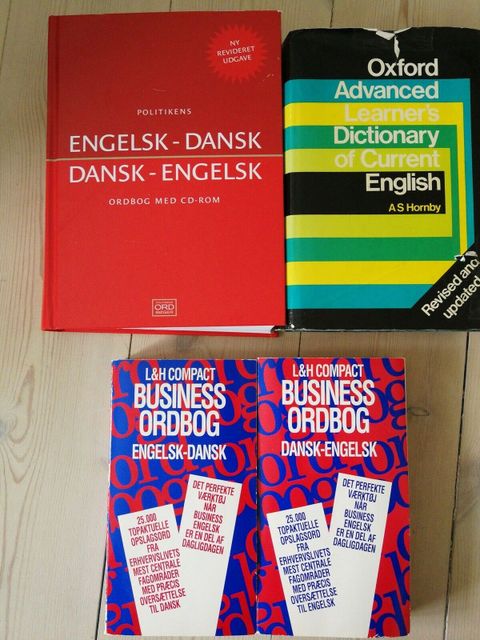 NY
REVIDERET
UDGAVE
POLITIKENS
ENGELSK - DANSK
DANSK - ENGELSK
ORDBOG MED CD-ROM
ORD
Oxford
Advanced
Learner's
Dictionary
of Current
English
A S Hornby
Revised and
updated
L&H COMPACT
BUSINESS
ORDBOG
ENGELSK-DANSK
25.000
TOPAKTUELLE
OPSLAGSORD
FRA
ERHVERVSLIVETS
MEST CENTRALE
FAGOMRÅDER
MED PRÆCIS
OVERSÆTTELSE
TIL DANSK
DET PERFEKTE
VÆRKTØJ
NÅR
BUSINESS
ENGELSK
ER EN DEL AF
DAGLIGDAGEN
L&H COMPACT
BUSINESS
ORDBOG
DANSK-ENGELSK
25.000
TOPAKTUELLE
OPSLAGSORD
FRA
ERHVERVSLIVETS
MEST CENTRALE
FAGOMRÅDER
MED PRÆCIS
OVERSÆTTELSE
TIL ENGELSK
DET PERFEKTE
VÆRKTØJ
NÅR
BUSINESS
ENGELSK
ER EN DEL AF
DAGLIGDAGEN